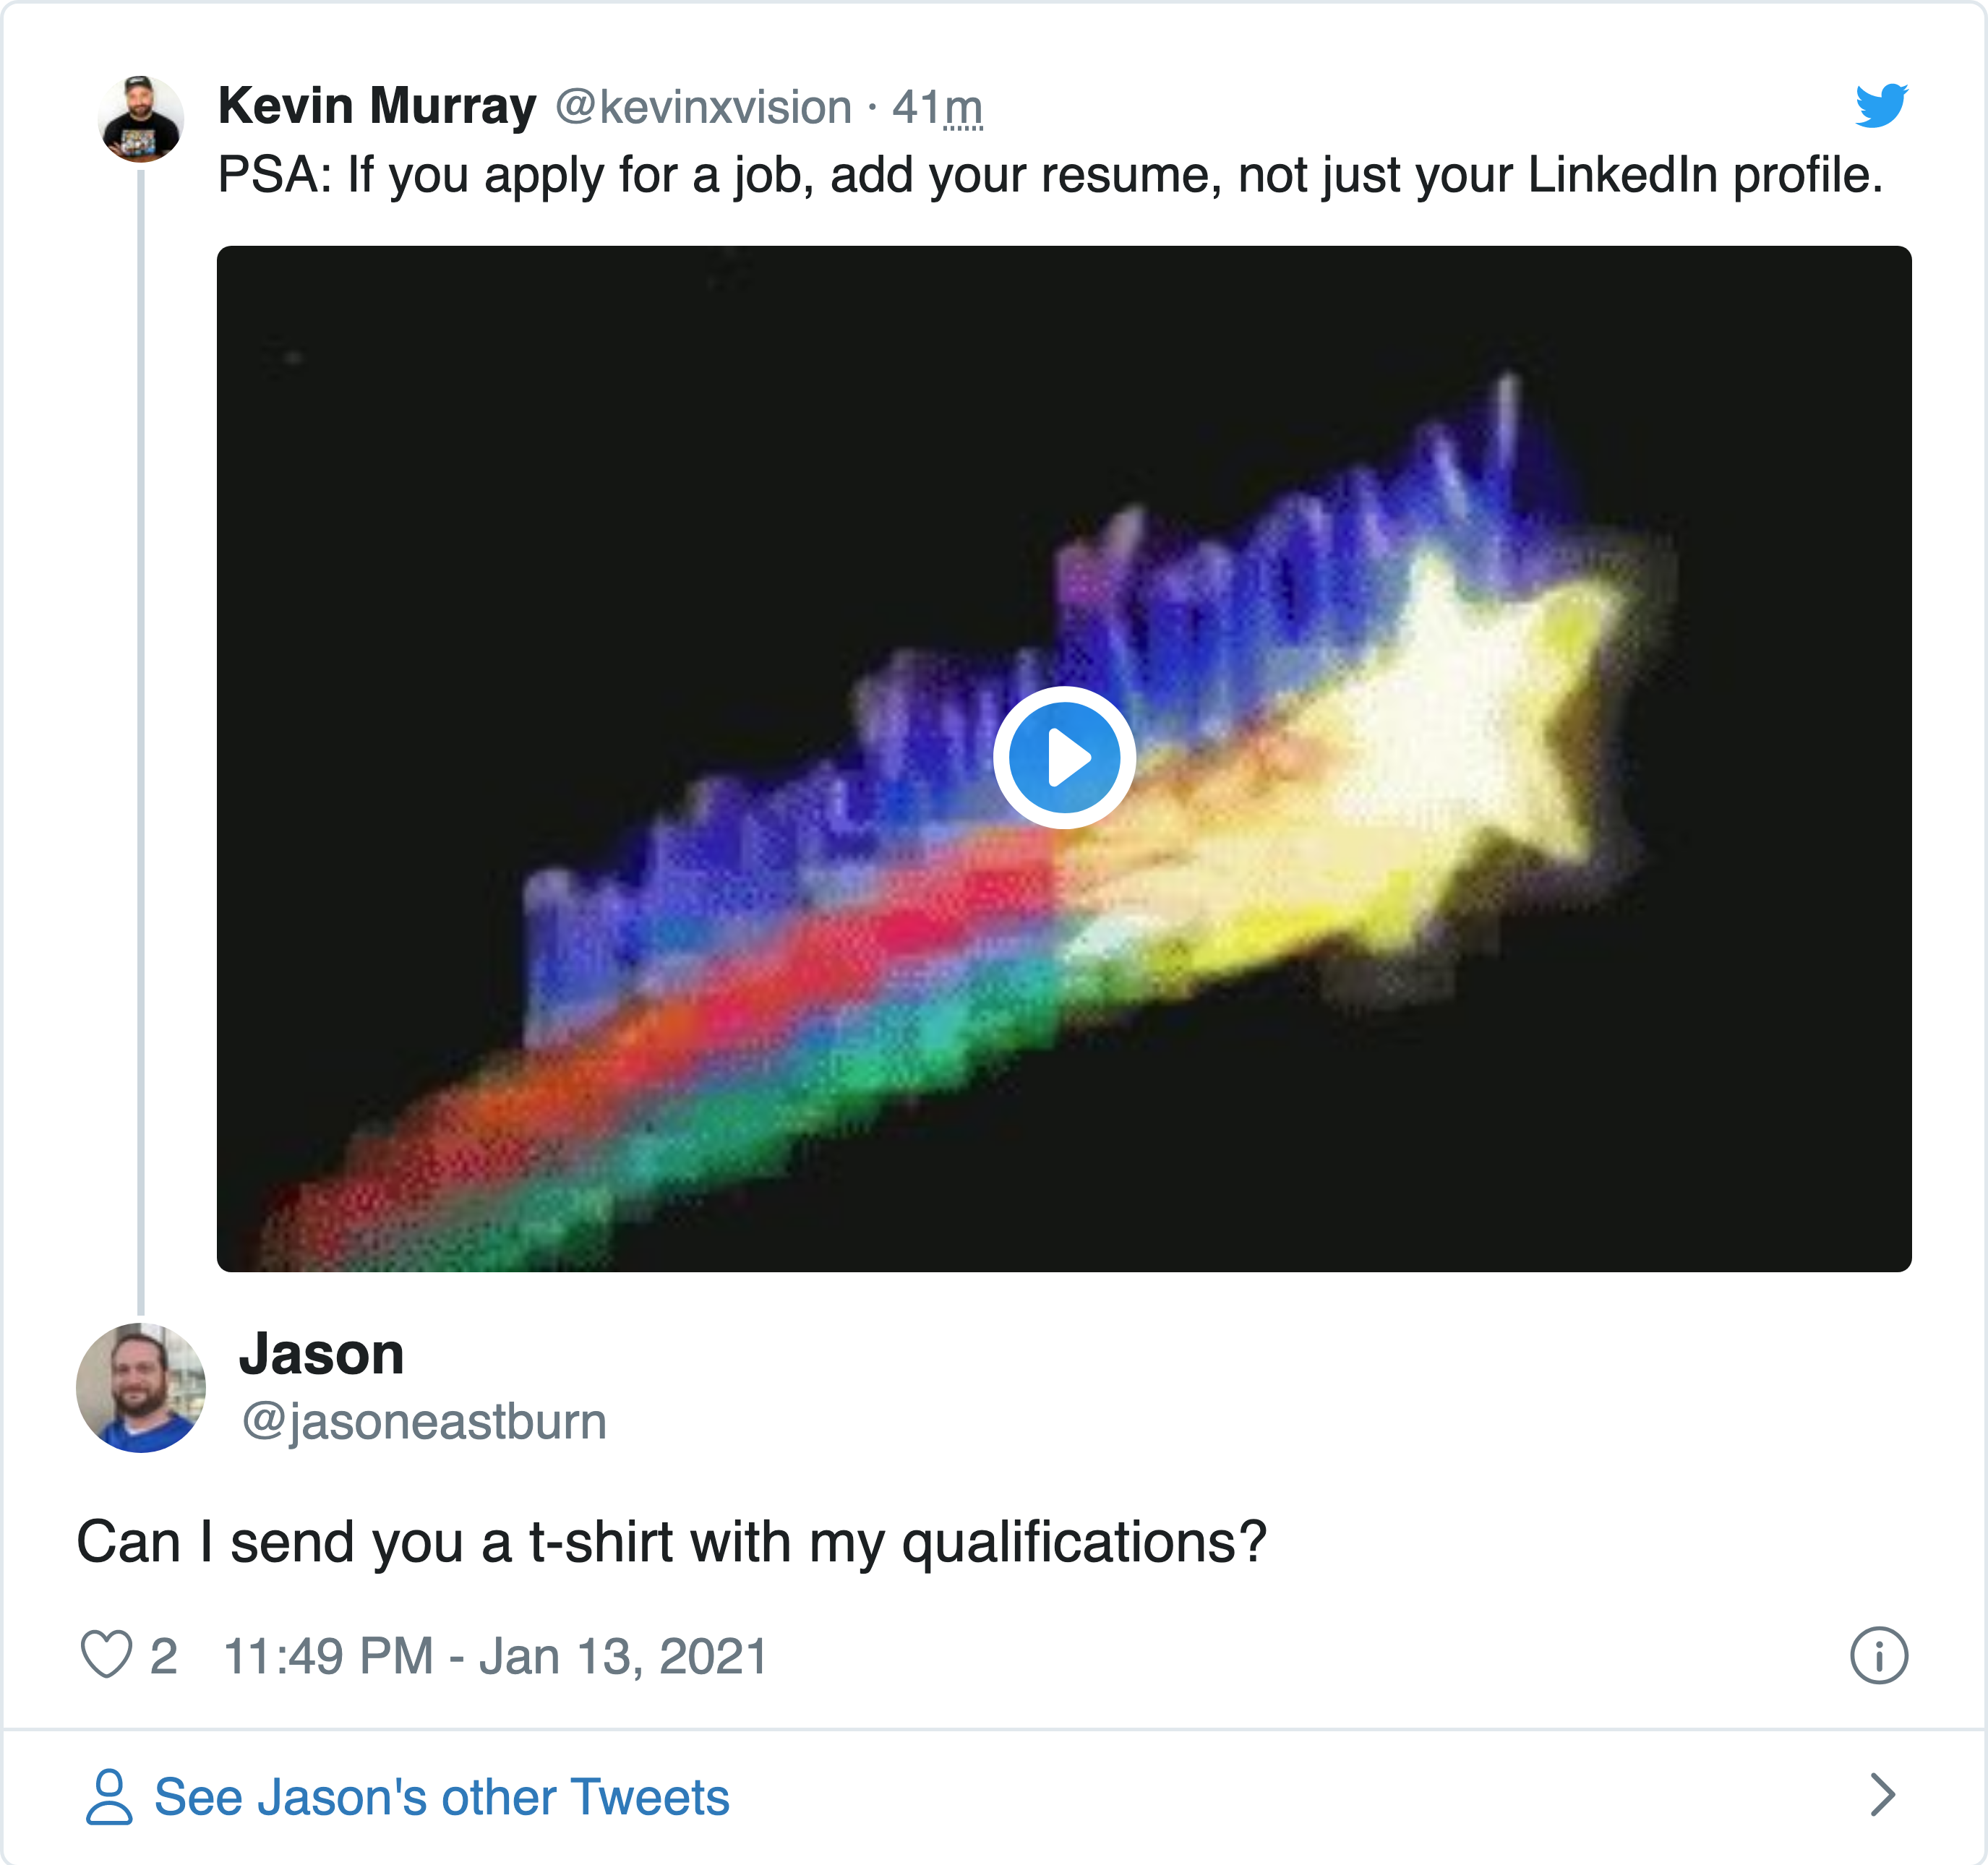 Kevin Murray @kevinxvision · 41m
PSA: If you apply for a job, add your resume, not just your LinkedIn profile.
Jason
@jasoneastburn
Can I send you a t-shirt with my qualifications?
2 11:49 PM - Jan 13, 2021
See Jason's other Tweets